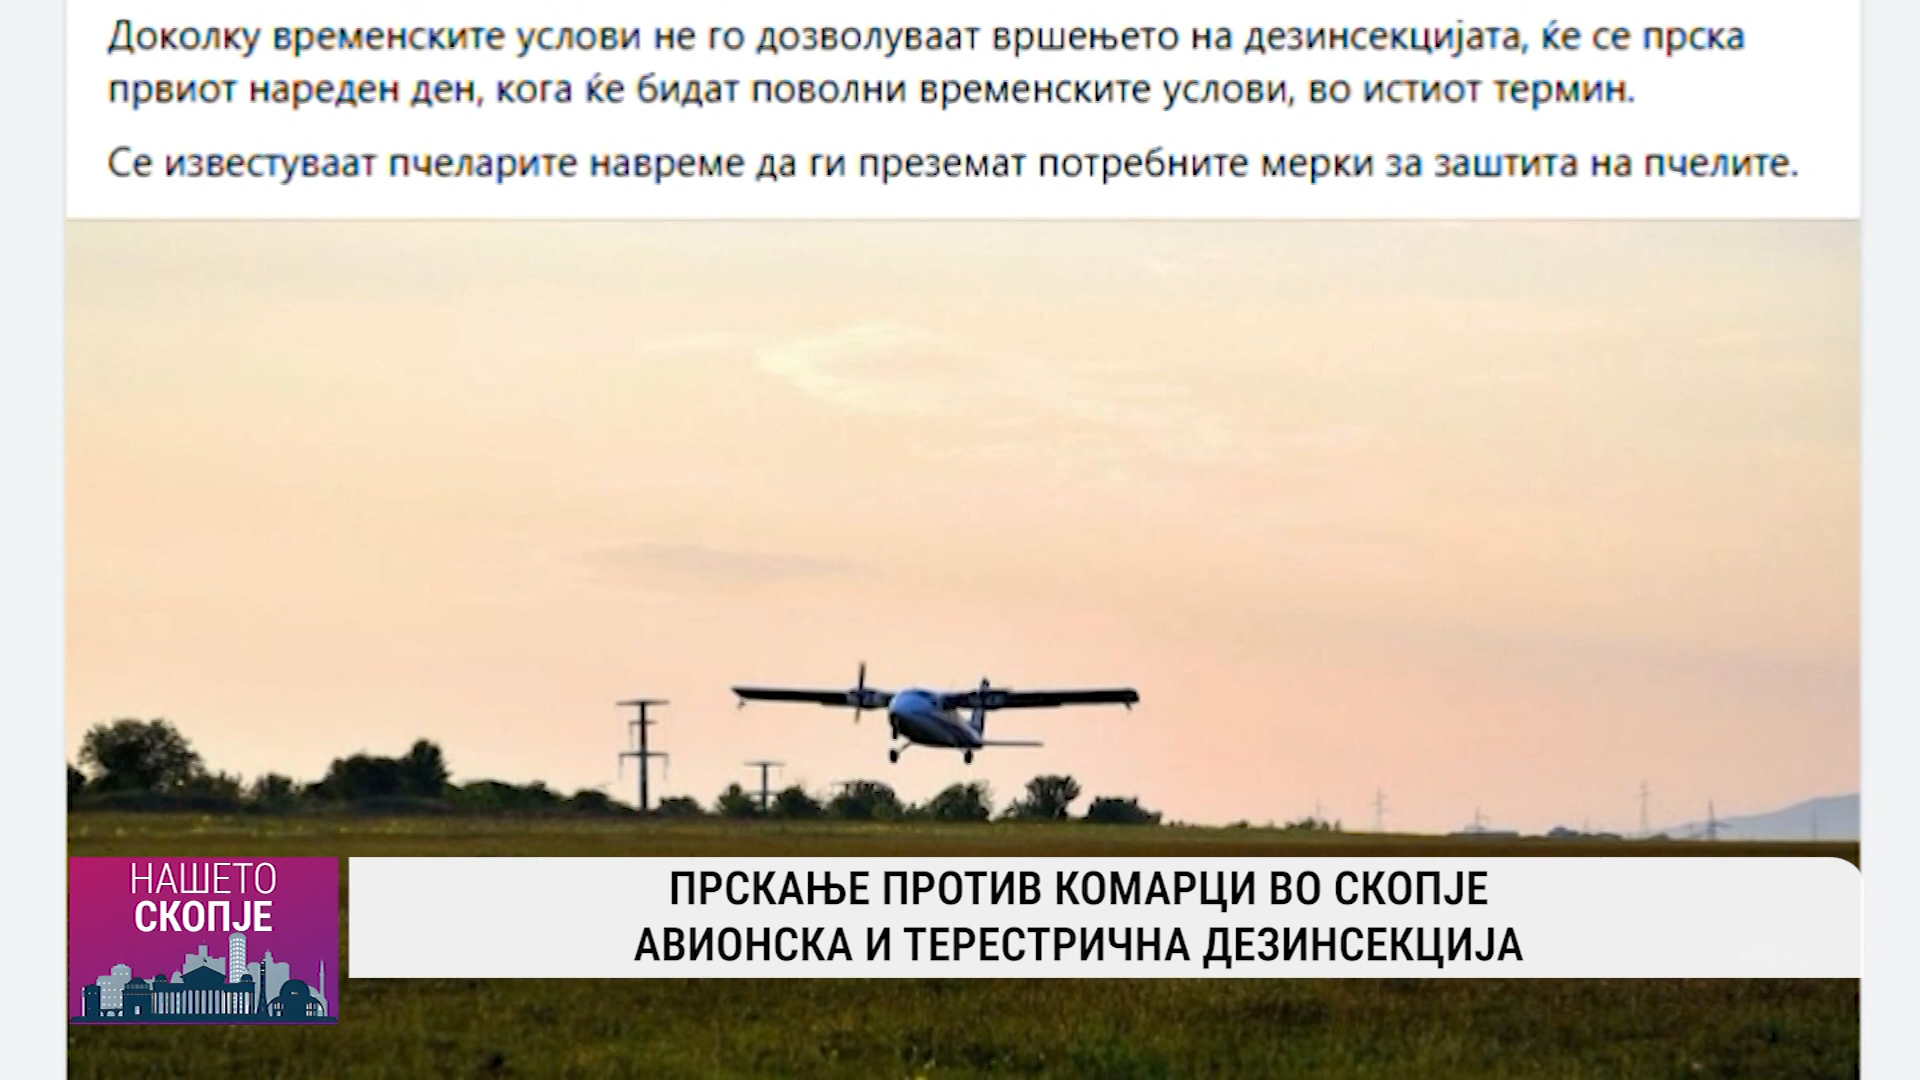 Доколку временските услови не го дозволуваат вршењето на дезинсекцијата, ќе се прска
првиот нареден ден, кога ќе бидат поволни временските услови, во истиот термин.
Се известуваат пчеларите навреме да ги преземат потребните мерки за заштита на пчелите.
НАШЕТО
СКОПЈЕ
ПРСКАЊЕ ПРОТИВ КОМАРЦИ ВО СКОПЈЕ
АВИОНСКА И ТЕРЕСТРИЧНА ДЕЗИНСЕКЦИЈА